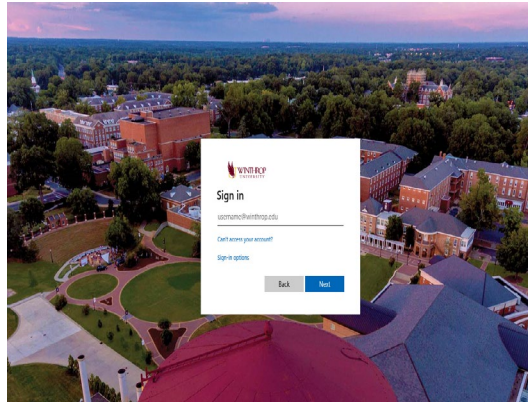 WINTHROP
UNIVERSITY
Sign in
username@winthrop.edu
Can't access your account?
Sign-in options
Back
Next